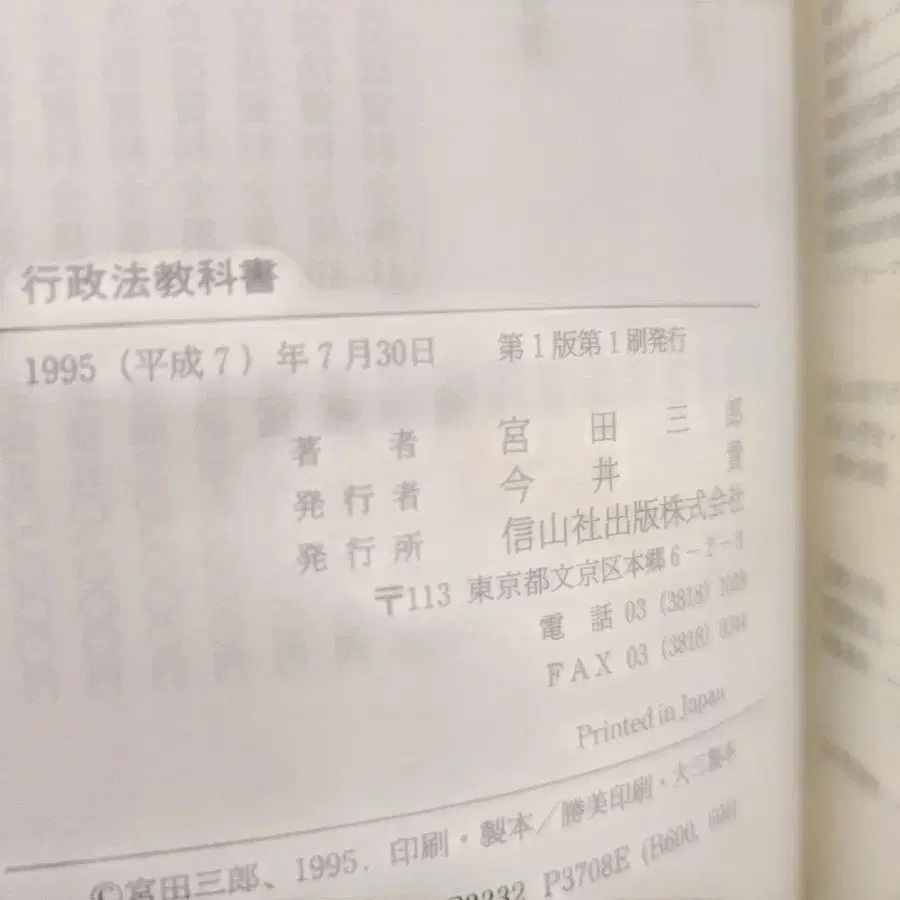 行政法教科書
1995（平成7）年7月30日 第1版第1刷発行
著者 宮田三郎
発行者 今井貴
発行所 信山社出版株式会社
〒113 東京都文京区本郷6-2-9
電話 03 (3818) 1019
FAX 03 (3818) 0344
Printed in Japan
©宮田三郎、1995. 印刷・製本／勝美印刷・大三製本
P3708E (B600,